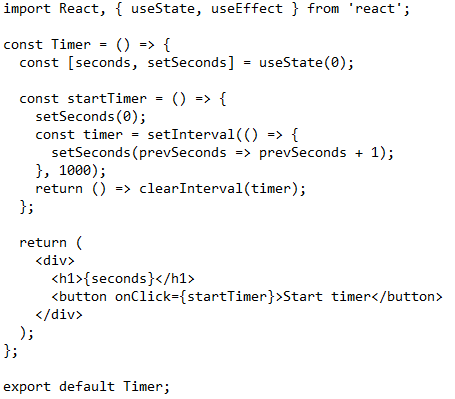 import React, { useState, useEffect } from 'react';

const Timer = () => {
  const [seconds, setSeconds] = useState(0);

  const startTimer = () => {
    setSeconds(0);
    const timer = setInterval(() => {
      setSeconds(prevSeconds => prevSeconds + 1);
    }, 1000);
    return () => clearInterval(timer);
  };

  return (
    <div>
      <h1>{seconds}</h1>
      <button onClick={startTimer}>Start timer</button>
    </div>
  );
};

export default Timer;